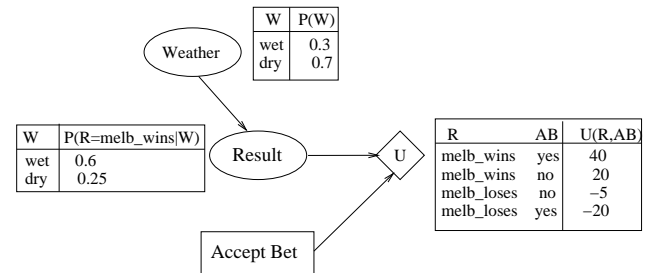 W P(W)
wet 0.3
dry 0.7
Weather
W P(R=melb_wins|W)
wet 0.6
dry 0.25
Result
U
R AB U(R,AB)
melb_wins yes 40
melb_wins no 20
melb_loses no −5
melb_loses yes −20
Accept Bet